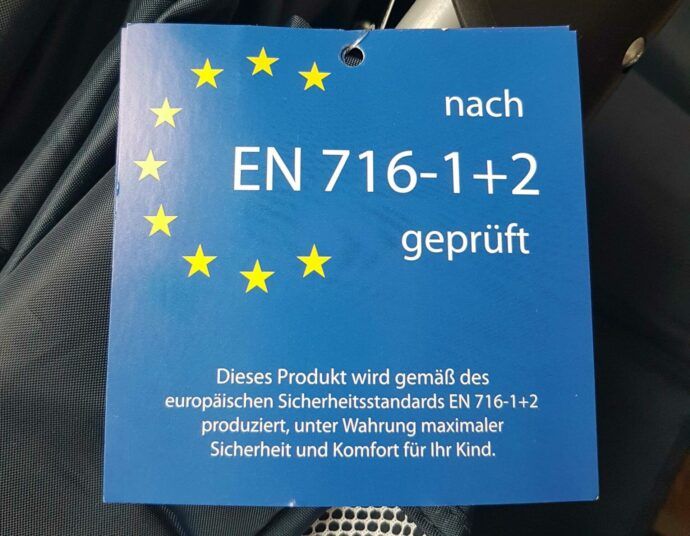 nach
EN 716-1+2
geprüft
Dieses Produkt wird gemäß des
europäischen Sicherheitsstandards EN 716-1+2
produziert, unter Wahrung maximaler
Sicherheit und Komfort für Ihr Kind.